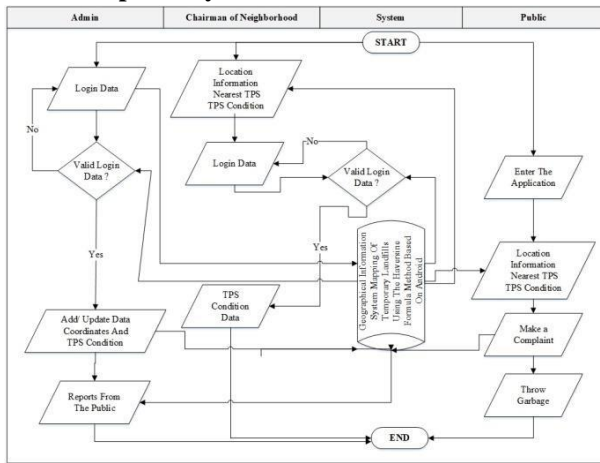 Admin
Chairman of Neighborhood
System
Public
START
Login Data
Location
Information
Nearest TPS
TPS Condition
No
Valid Login
Data ?
Login Data
No
Valid Login
Data ?
Enter The
Application
Yes
Yes
Geographical Information
System Mapping Of
Temporary Landfills
Using The Haversine
Formula Method Based
On Android
Location
Information
Nearest TPS
TPS Condition
TPS
Condition
Data
Add/ Update Data
Coordinates And
TPS Condition
Make a
Complaint
Reports From
The Public
Throw
Garbage
END